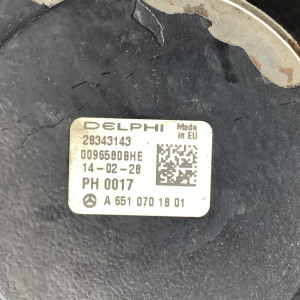 DELPHI Made in EU
28343143
0096580BHE
14-02-28
PH 0017
A 651 070 18 01